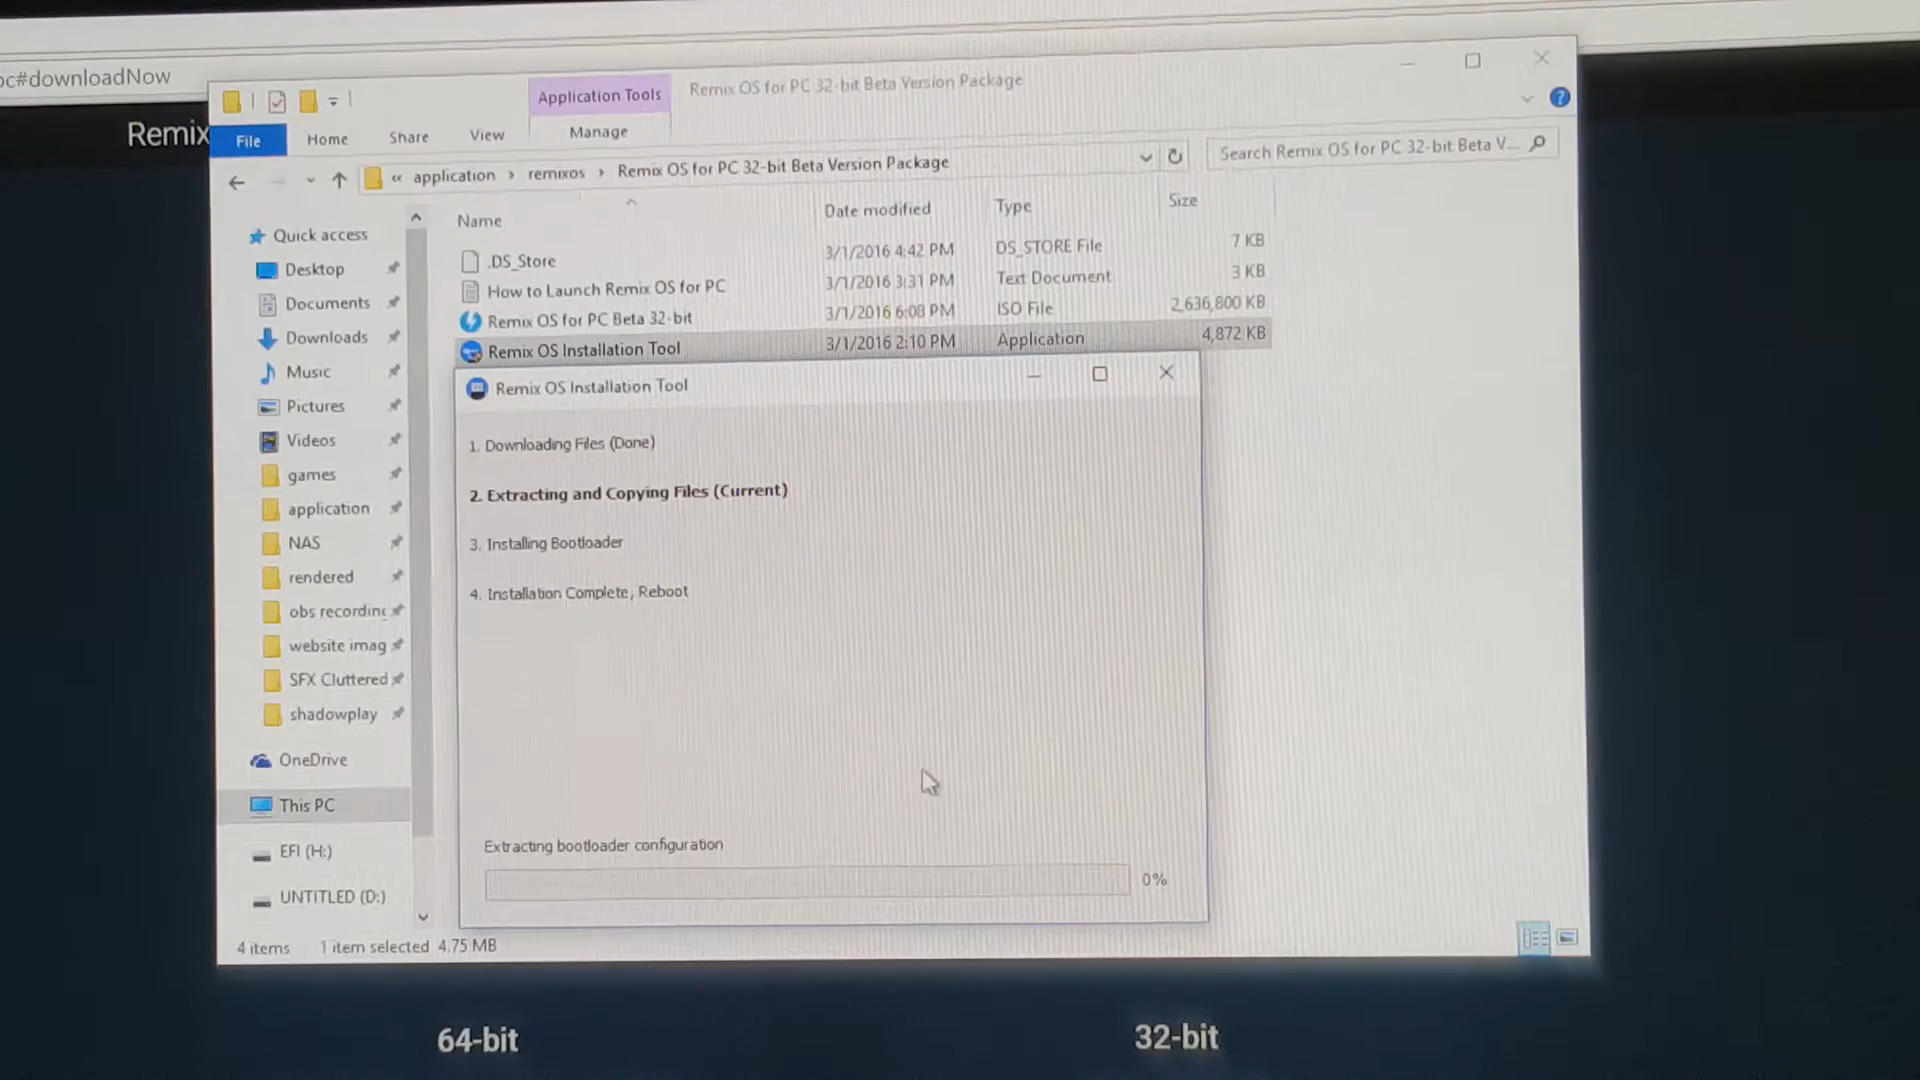 pc#downloadNow
Remix
Application Tools
Remix OS for PC 32-bit Beta Version Package
File Home Share View Manage
« application › remixos › Remix OS for PC 32-bit Beta Version Package
Search Remix OS for PC 32-bit Beta V...
Name Date modified Type Size
.DS_Store 3/1/2016 4:42 PM DS_STORE File 7 KB
How to Launch Remix OS for PC 3/1/2016 3:31 PM Text Document 3 KB
Remix OS for PC Beta 32-bit 3/1/2016 6:08 PM ISO File 2,636,800 KB
Remix OS Installation Tool 3/1/2016 2:10 PM Application 4,872 KB
Quick access
Desktop
Documents
Downloads
Music
Pictures
Videos
games
application
NAS
rendered
obs recording
website imag
SFX Cluttered
shadowplay
OneDrive
This PC
EFI (H:)
UNTITLED (D:)
Remix OS Installation Tool
1. Downloading Files (Done)
2. Extracting and Copying Files (Current)
3. Installing Bootloader
4. Installation Complete, Reboot
Extracting bootloader configuration
0%
4 items 1 item selected 4.75 MB
64-bit
32-bit